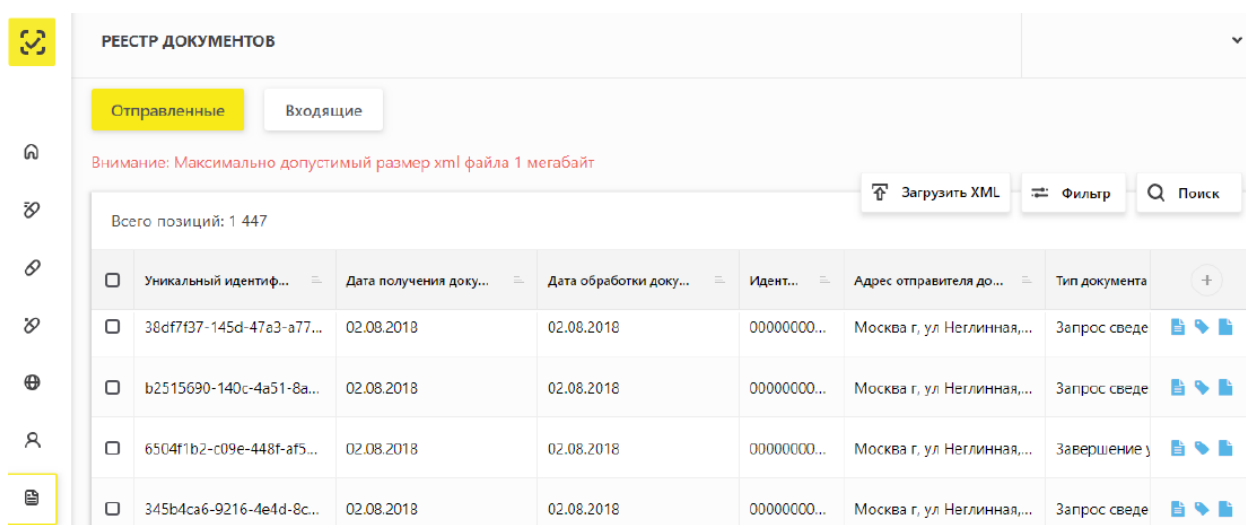 РЕЕСТР ДОКУМЕНТОВ
Отправленные Входящие
Внимание: Максимально допустимый размер xml файла 1 мегабайт
Загрузить XML Фильтр Поиск
Всего позиций: 1 447
Уникальный идентиф... Дата получения доку... Дата обработки доку... Идент... Адрес отправителя до... Тип документа
38df7f37-145d-47a3-a77... 02.08.2018 02.08.2018 00000000... Москва г, ул Неглинная,... Запрос сведе
b2515690-140c-4a51-8a... 02.08.2018 02.08.2018 00000000... Москва г, ул Неглинная,... Запрос сведе
6504f1b2-c09e-448f-af5... 02.08.2018 02.08.2018 00000000... Москва г, ул Неглинная,... Завершение у
345b4ca6-9216-4e4d-8c... 02.08.2018 02.08.2018 00000000... Москва г, ул Неглинная,... Запрос сведе